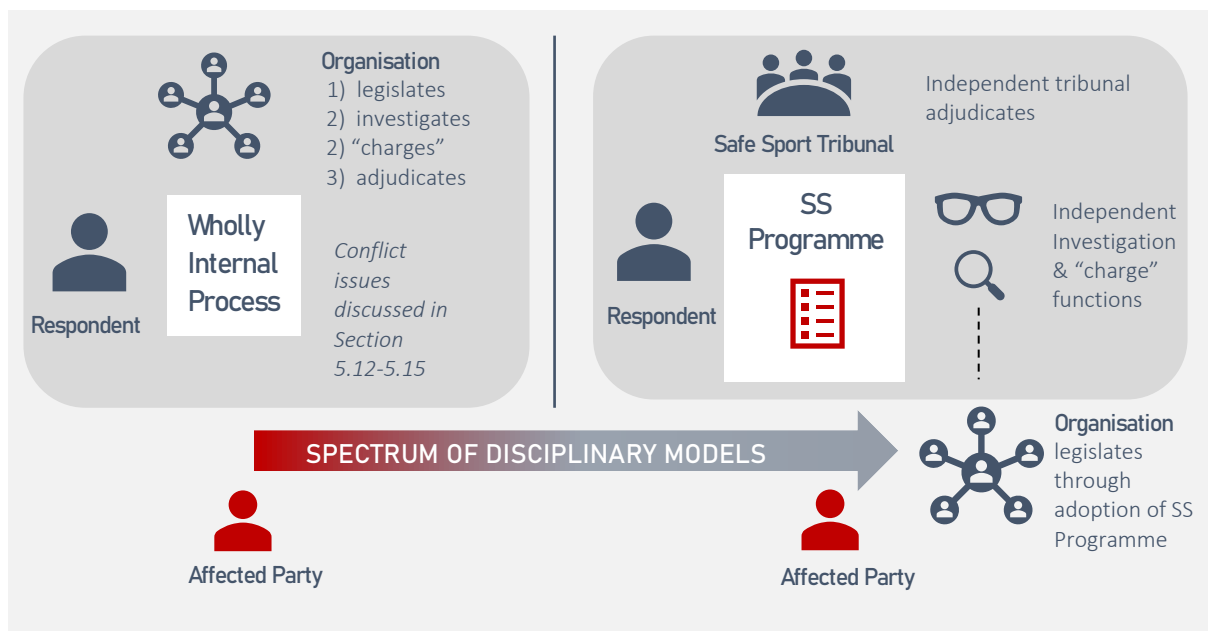 Organisation
1) legislates
2) investigates
2) “charges”
3) adjudicates
Wholly
Internal
Process
Respondent
Conflict
issues
discussed in
Section
5.12-5.15
Independent tribunal
adjudicates
Safe Sport Tribunal
SS
Programme
Respondent
Independent
Investigation
& “charge”
functions
SPECTRUM OF DISCIPLINARY MODELS
Organisation
legislates
through
adoption of SS
Programme
Affected Party
Affected Party